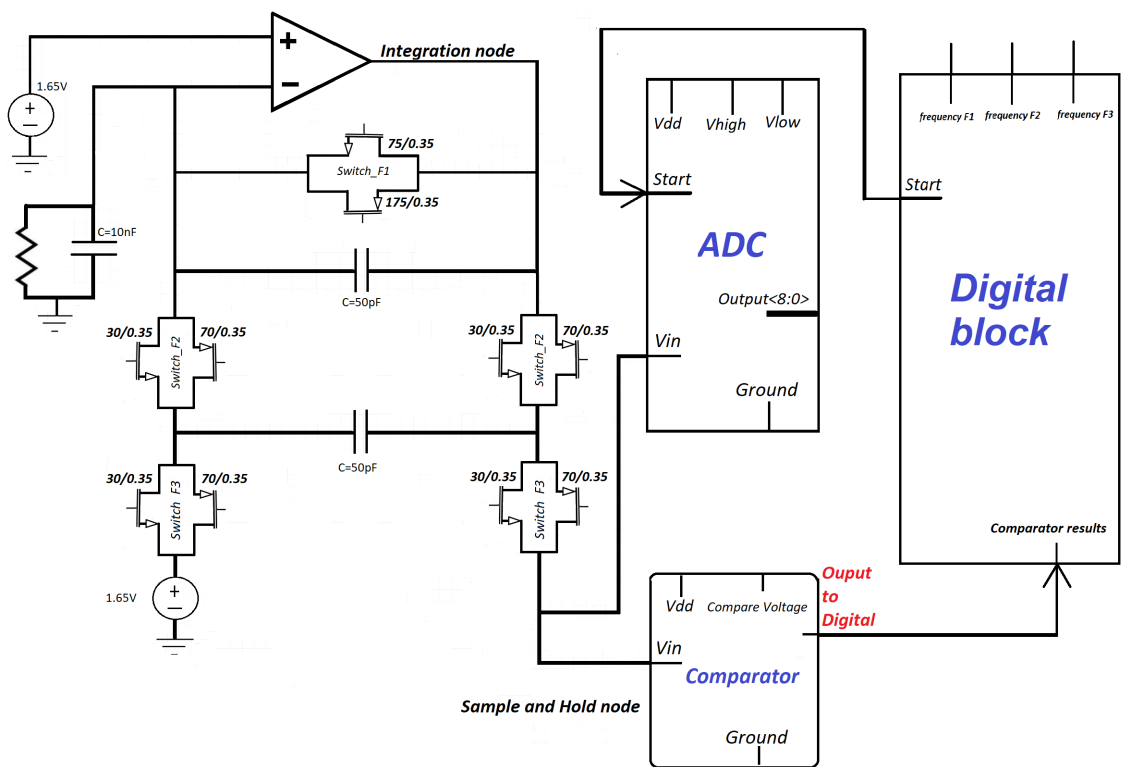 Integration node
1.65V
+
−
+
−
75/0.35
Switch_F1
175/0.35
C=10nF
C=50pF
30/0.35
70/0.35
Switch_F2
30/0.35
70/0.35
Switch_F2
C=50pF
30/0.35
70/0.35
Switch F3
30/0.35
70/0.35
Switch F3
1.65V
+
−
Sample and Hold node
Vdd
Vhigh
Vlow
Start
ADC
Output<8:0>
Vin
Ground
frequency F1
frequency F2
frequency F3
Start
Digital
block
Comparator results
Vdd
Compare Voltage
Ouput
to
Digital
Vin
Comparator
Ground